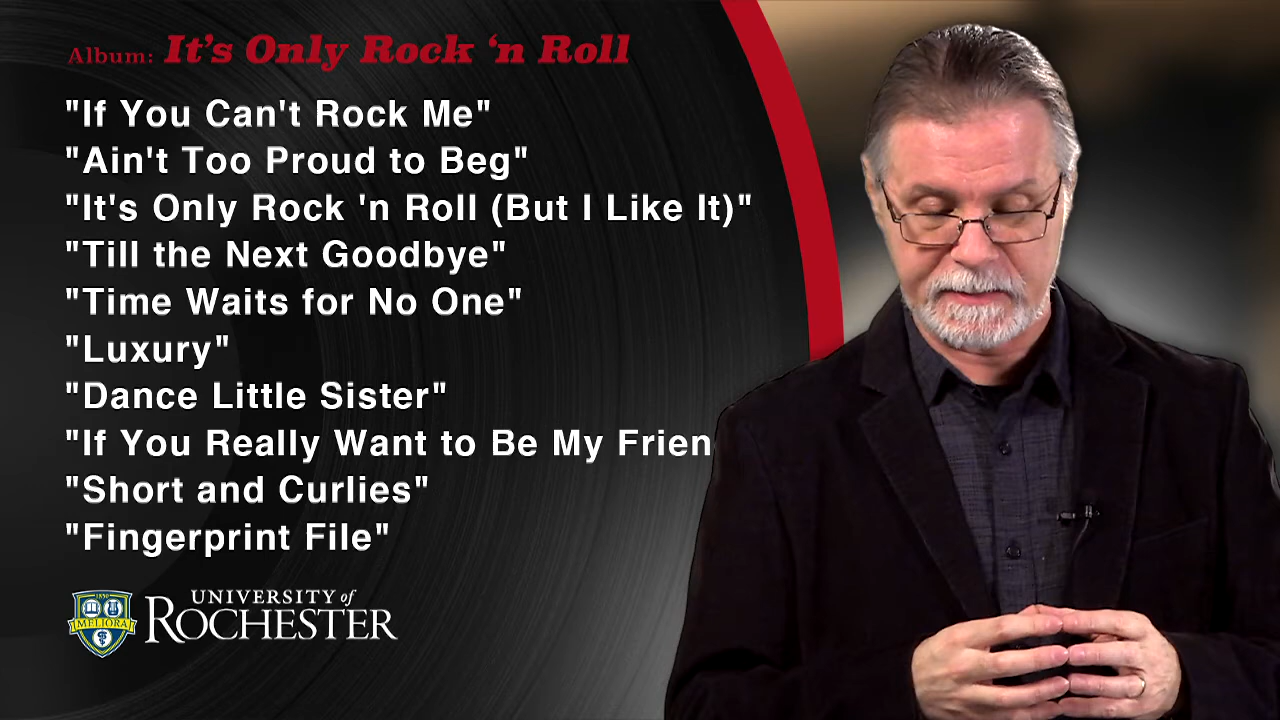 Album: It's Only Rock 'n Roll
"If You Can't Rock Me"
"Ain't Too Proud to Beg"
"It's Only Rock 'n Roll (But I Like It)"
"Till the Next Goodbye"
"Time Waits for No One"
"Luxury"
"Dance Little Sister"
"If You Really Want to Be My Frien
"Short and Curlies"
"Fingerprint File"
1850
MELIORA
UNIVERSITY of
ROCHESTER